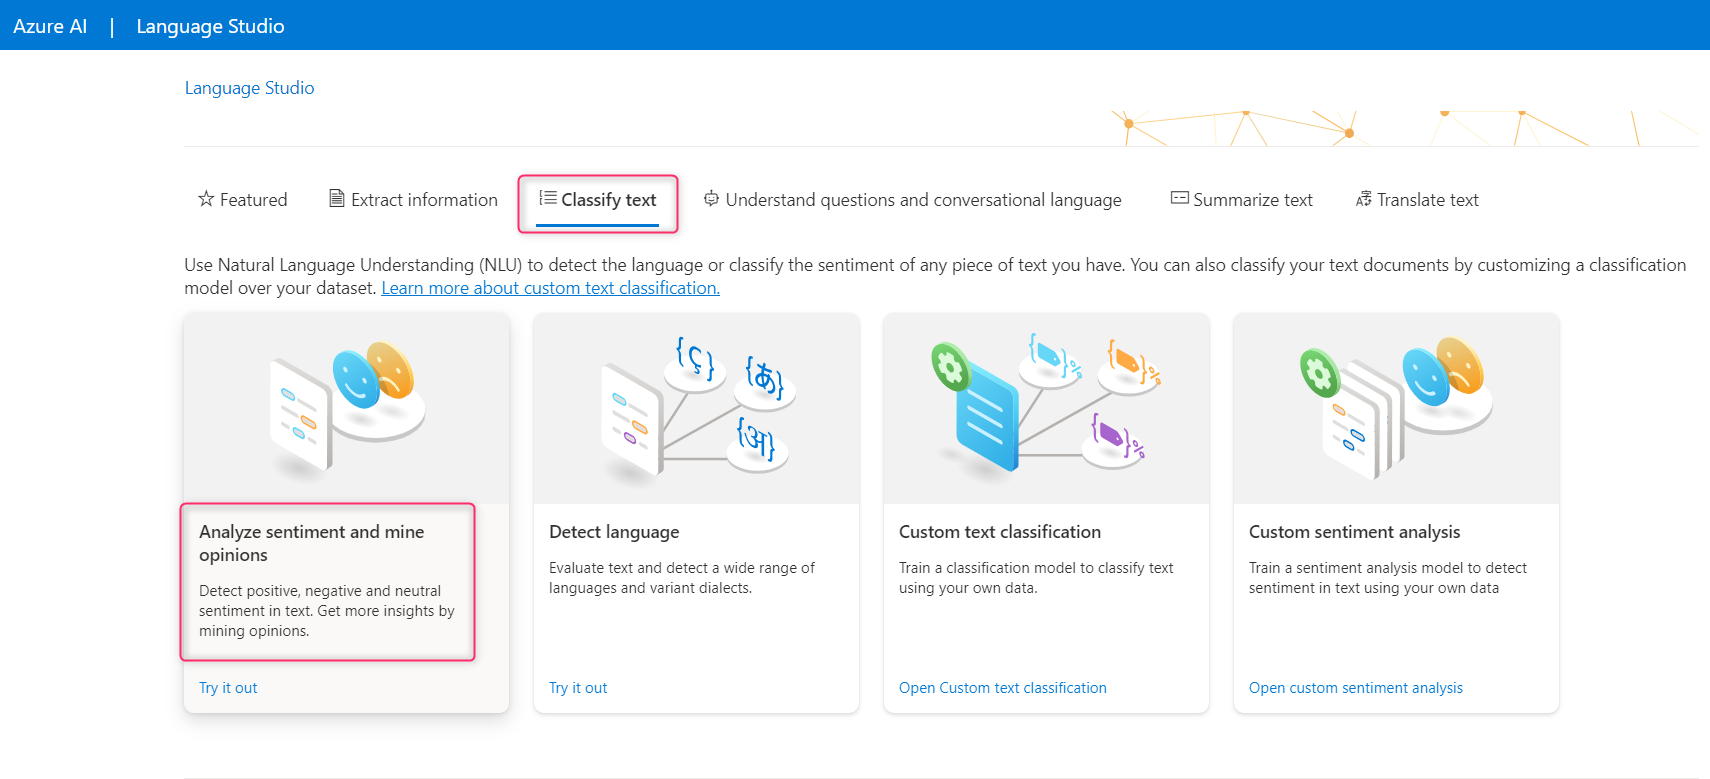 Azure AI | Language Studio
Language Studio
Featured Extract information Classify text Understand questions and conversational language Summarize text Translate text
Use Natural Language Understanding (NLU) to detect the language or classify the sentiment of any piece of text you have. You can also classify your text documents by customizing a classification
model over your dataset. Learn more about custom text classification.
{ç}
{あ}
{अ}
%
%
%
Analyze sentiment and mine
opinions
Detect positive, negative and neutral
sentiment in text. Get more insights by
mining opinions.
Try it out
Detect language
Evaluate text and detect a wide range of
languages and variant dialects.
Try it out
Custom text classification
Train a classification model to classify text
using your own data.
Open Custom text classification
Custom sentiment analysis
Train a sentiment analysis model to detect
sentiment in text using your own data
Open custom sentiment analysis